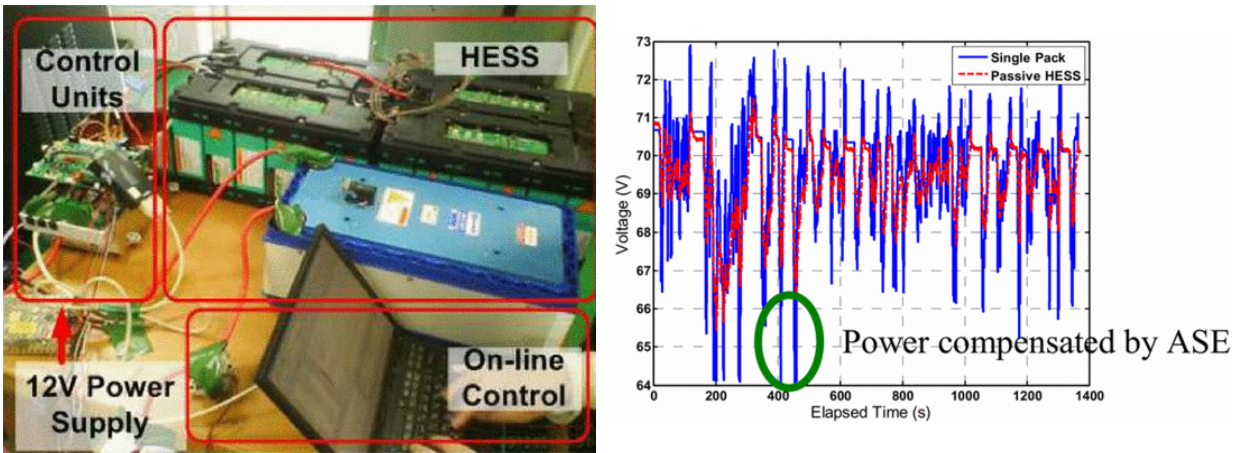 Control
Units
HESS
12V Power
Supply
On-line
Control
Single Pack
Passive HESS
Voltage (V)
73
72
71
70
69
68
67
66
65
64
0
200
400
600
800
1000
1200
1400
Elapsed Time (s)
Power compensated by ASE